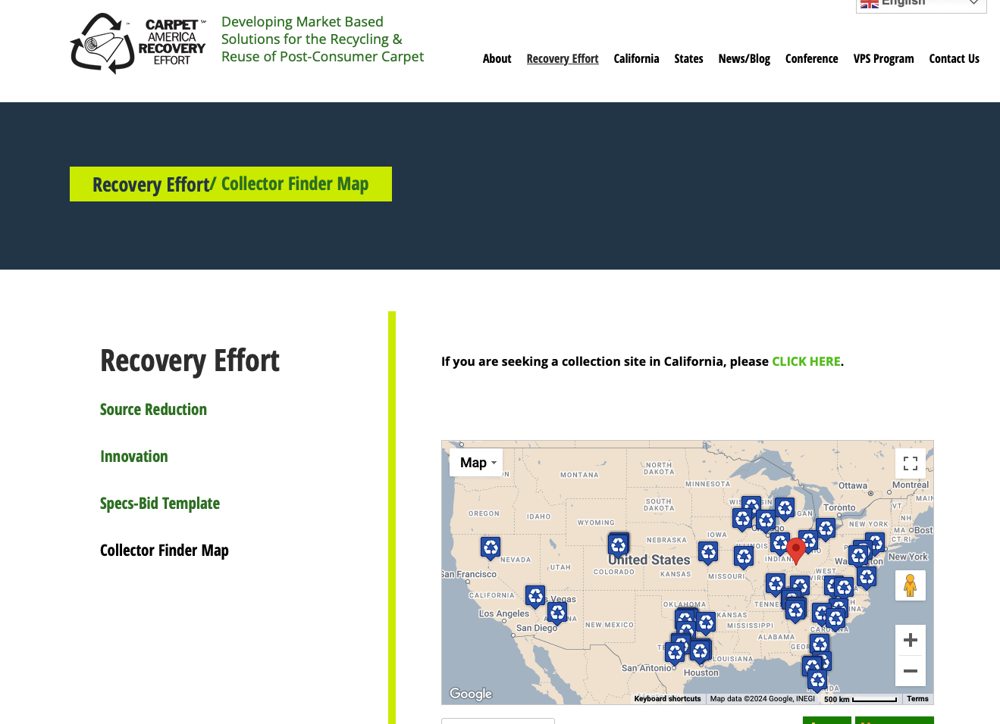 English
CARPET
AMERICA
RECOVERY
EFFORT
Developing Market Based
Solutions for the Recycling &
Reuse of Post-Consumer Carpet
About Recovery Effort California States News/Blog Conference VPS Program Contact Us
Recovery Effort/ Collector Finder Map
Recovery Effort
Source Reduction
Innovation
Specs-Bid Template
Collector Finder Map
If you are seeking a collection site in California, please CLICK HERE.
Map
MONTANA
NORTH
DAKOTA
MINNESOTA
Ottawa
Montreal
SOUTH
DAKOTA
Toronto
VT.
OREGON
IDAHO
WYOMING
NEW YORK
NH
MA
CT RI
IOWA
NEBRASKA
NEVADA
UTAH
COLORADO
United States
KANSAS
MISSOURI
WEST
New York
San Francisco
CALIFORNIA
Los Angeles
San Diego
NEW MEXICO
OKLAHOMA
MISSISSIPPI
ALABAMA
LOUISIANA
San Antonio
Houston
Google
Keyboard shortcuts
Map data ©2024 Google, INEGI
500 km
Terms